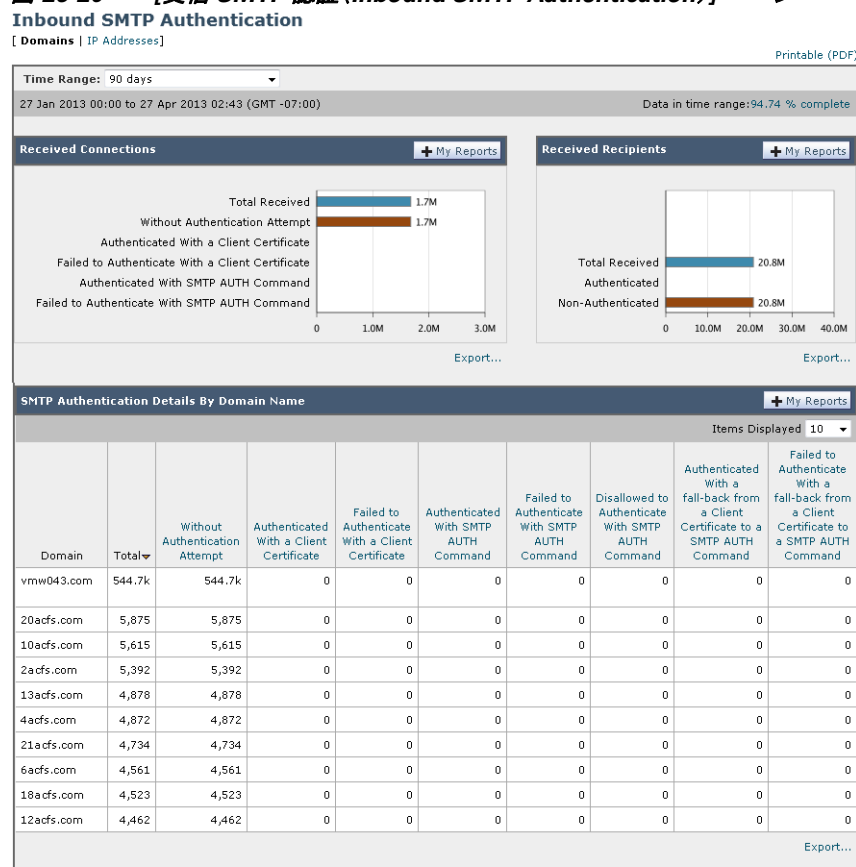 Inbound SMTP Authentication
[ Domains | IP Addresses]
Printable (PDF)
Time Range: 90 days
27 Jan 2013 00:00 to 27 Apr 2013 02:43 (GMT -07:00) Data in time range:94.74 % complete
Received Connections + My Reports
Total Received 1.7M
Without Authentication Attempt 1.7M
Authenticated With a Client Certificate
Failed to Authenticate With a Client Certificate
Authenticated With SMTP AUTH Command
Failed to Authenticate With SMTP AUTH Command
0 1.0M 2.0M 3.0M
Export...
Received Recipients + My Reports
Total Received 20.8M
Authenticated
Non-Authenticated 20.8M
0 10.0M 20.0M 30.0M 40.0M
Export...
SMTP Authentication Details By Domain Name + My Reports
Items Displayed 10
Domain
Total
Without
Authentication
Attempt
Authenticated
With a Client
Certificate
Failed to
Authenticate
With a Client
Certificate
Authenticated
With SMTP
AUTH
Command
Failed to
Authenticate
With SMTP
AUTH
Command
Disallowed to
Authenticate
With SMTP
AUTH
Command
Authenticated
With a
fall-back from
a Client
Certificate to a
SMTP AUTH
Command
Failed to
Authenticate
With a
fall-back from
a Client
Certificate to
a SMTP AUTH
Command
vmw043.com 544.7k 544.7k 0 0 0 0 0 0 0
20acfs.com 5,875 5,875 0 0 0 0 0 0 0
10acfs.com 5,615 5,615 0 0 0 0 0 0 0
2acfs.com 5,392 5,392 0 0 0 0 0 0 0
13acfs.com 4,878 4,878 0 0 0 0 0 0 0
4acfs.com 4,872 4,872 0 0 0 0 0 0 0
21acfs.com 4,734 4,734 0 0 0 0 0 0 0
6acfs.com 4,561 4,561 0 0 0 0 0 0 0
18acfs.com 4,523 4,523 0 0 0 0 0 0 0
12acfs.com 4,462 4,462 0 0 0 0 0 0 0
Export...